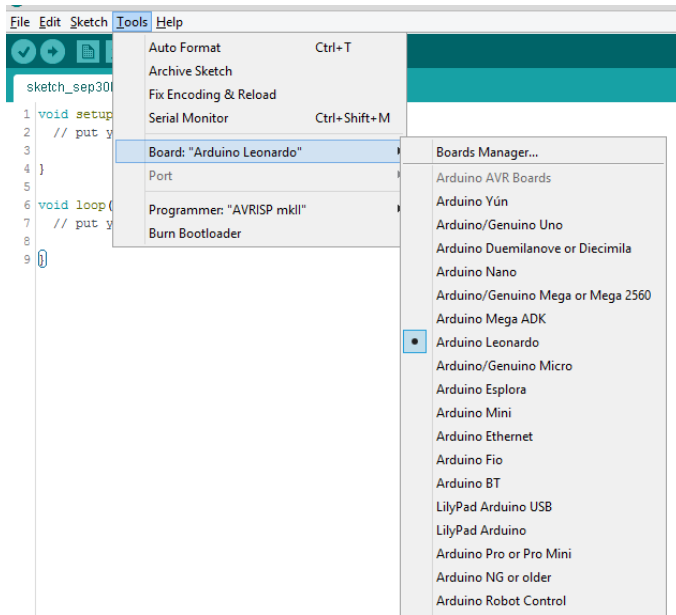 File Edit Sketch Tools Help
Auto Format Ctrl+T
Archive Sketch
Fix Encoding & Reload
Serial Monitor Ctrl+Shift+M
Board: "Arduino Leonardo"
Port
Programmer: "AVRISP mkII"
Burn Bootloader
sketch_sep30
1 void setup
2 // put y
3
4 }
5
6 void loop(
7 // put y
8
9 }
Boards Manager...
Arduino AVR Boards
Arduino Yún
Arduino/Genuino Uno
Arduino Duemilanove or Diecimila
Arduino Nano
Arduino/Genuino Mega or Mega 2560
Arduino Mega ADK
Arduino Leonardo
Arduino/Genuino Micro
Arduino Esplora
Arduino Mini
Arduino Ethernet
Arduino Fio
Arduino BT
LilyPad Arduino USB
LilyPad Arduino
Arduino Pro or Pro Mini
Arduino NG or older
Arduino Robot Control